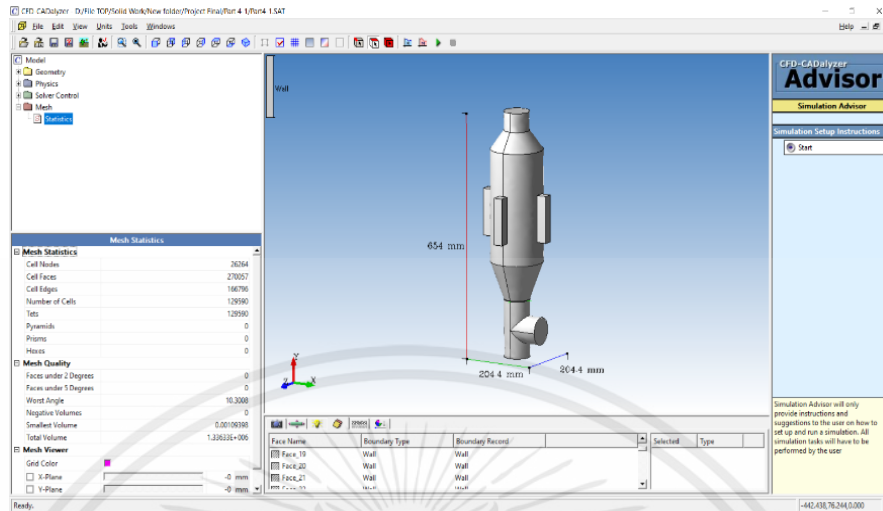 CFD-CADalyzer - D:/File TOP/Solid Work/New folder/Project Final/Part 4-1/Part4-1.SAT
File Edit View Units Tools Windows
Help
Model
Geometry
Physics
Solver Control
Mesh
Statistics
Wall
654 mm
204.4 mm
204.4 mm
CFD-CADalyzer
Advisor
Simulation Advisor
Simulation Setup Instructions
Start
Mesh Statistics
Mesh Statistics
Cell Nodes 26264
Cell Faces 270057
Cell Edges 166796
Number of Cells 129590
Tets 129590
Pyramids 0
Prisms 0
Hexes 0
Mesh Quality
Faces under 2 Degrees 0
Faces under 5 Degrees 0
Worst Angle 10.3088
Negative Volumes 0
Smallest Volume 0.00109398
Total Volume 1.33633E+006
Mesh Viewer
Grid Color
X-Plane -0 mm
Y-Plane -0 mm
Face Name Boundary Type Boundary Record
Face_19 Wall Wall
Face_20 Wall Wall
Face_21 Wall Wall
Selected Type
Simulation Advisor will only
provide instructions and
suggestions to the user on how to
set up and run a simulation. All
simulation tasks will have to be
performed by the user
Ready.
-442.438,76.244,0.000